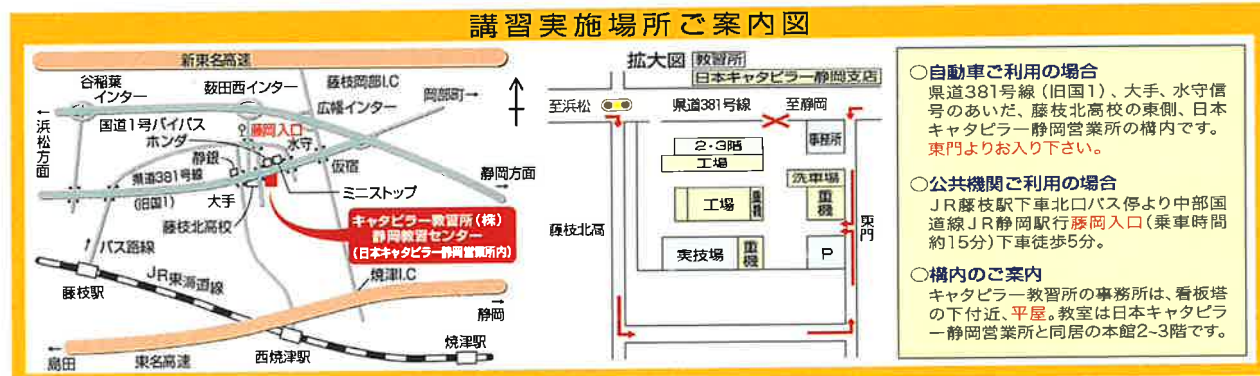 講習実施場所ご案内図
新東名高速
谷稲葉
インター
薮田西インター
藤枝岡部I.C
広幡インター
岡部町→
←浜松方面
国道1号バイパス
藤岡入口
ホンダ
水守
静銀
仮宿
県道381号線
(旧国1)
大手
ミニストップ
静岡方面
→
藤枝北高校
キャタピラー教習所(株)
静岡教習センター
(日本キャタピラー静岡営業所内)
バス路線
JR東海道線
藤枝駅
焼津I.C
→
静岡
←
島田
東名高速
西焼津駅
焼津駅
拡大図
教習所
日本キャタピラー静岡支店
至浜松
県道381号線
至静岡
事務所
2・3階
工場
洗車場
工場
重機
重機
藤枝北高
東門
実技場
重機
P
○自動車ご利用の場合
県道381号線(旧国1)、大手、水守信
号のあいだ、藤枝北高校の東側、日本
キャタピラー静岡営業所の構内です。
東門よりお入り下さい。
○公共機関ご利用の場合
JR藤枝駅下車北口バス停より中部国
道線JR静岡駅行藤岡入口(乗車時間
約15分)下車徒歩5分。
○構内のご案内
キャタピラー教習所の事務所は、看板塔
の下付近、平屋。教室は日本キャタピラ
ー静岡営業所と同居の本館2~3階です。